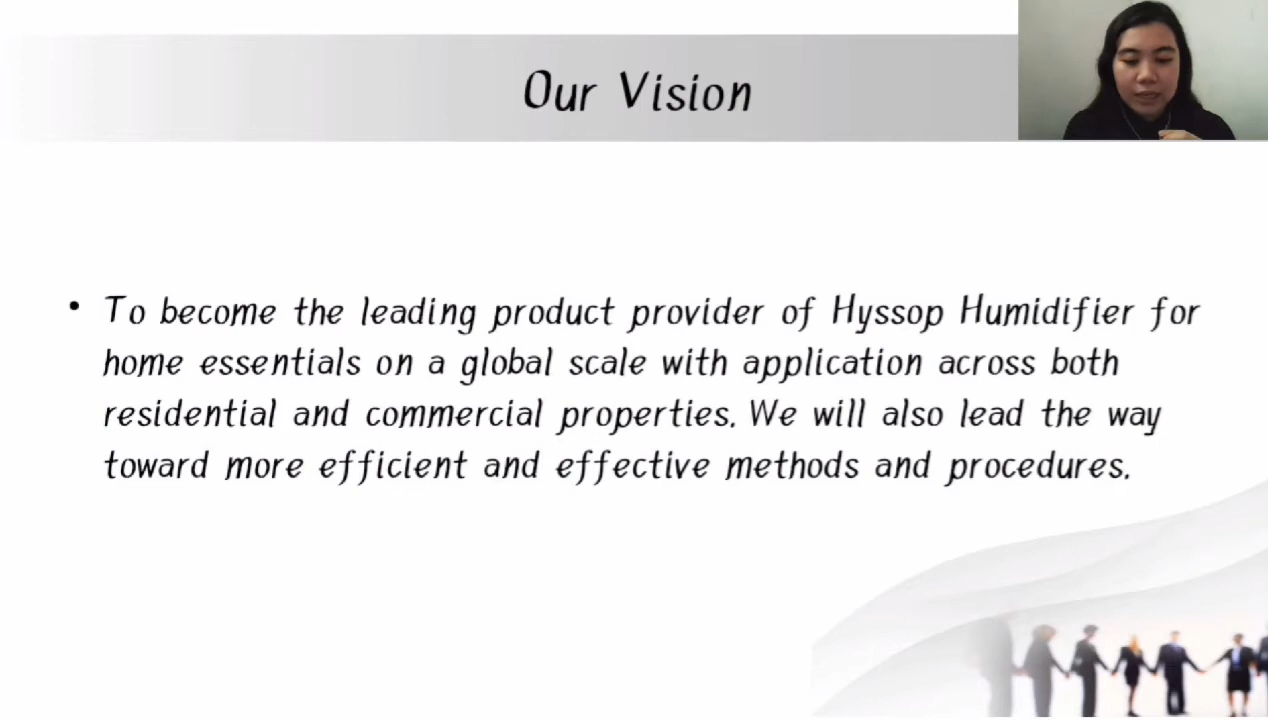 Our Vision
• To become the leading product provider of Hyssop Humidifier for
home essentials on a global scale with application across both
residential and commercial properties. We will also lead the way
toward more efficient and effective methods and procedures.